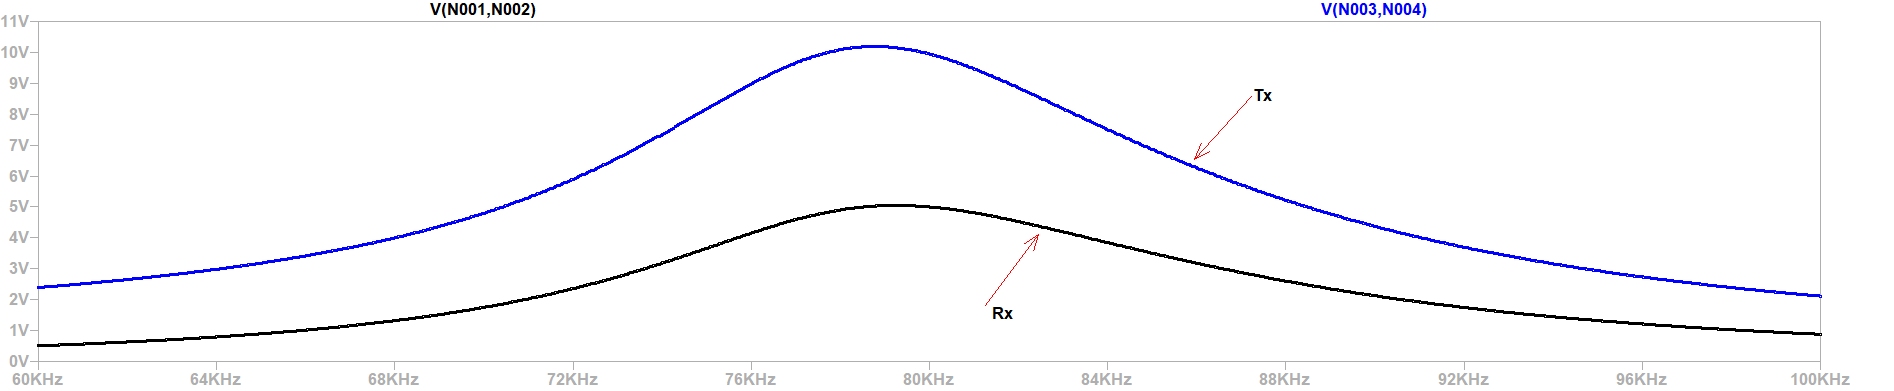 V(N001,N002) V(N003,N004)
11V
10V
9V
8V
7V
6V
5V
4V
3V
2V
1V
0V
Tx
Rx
60KHz 64KHz 68KHz 72KHz 76KHz 80KHz 84KHz 88KHz 92KHz 96KHz 100KHz